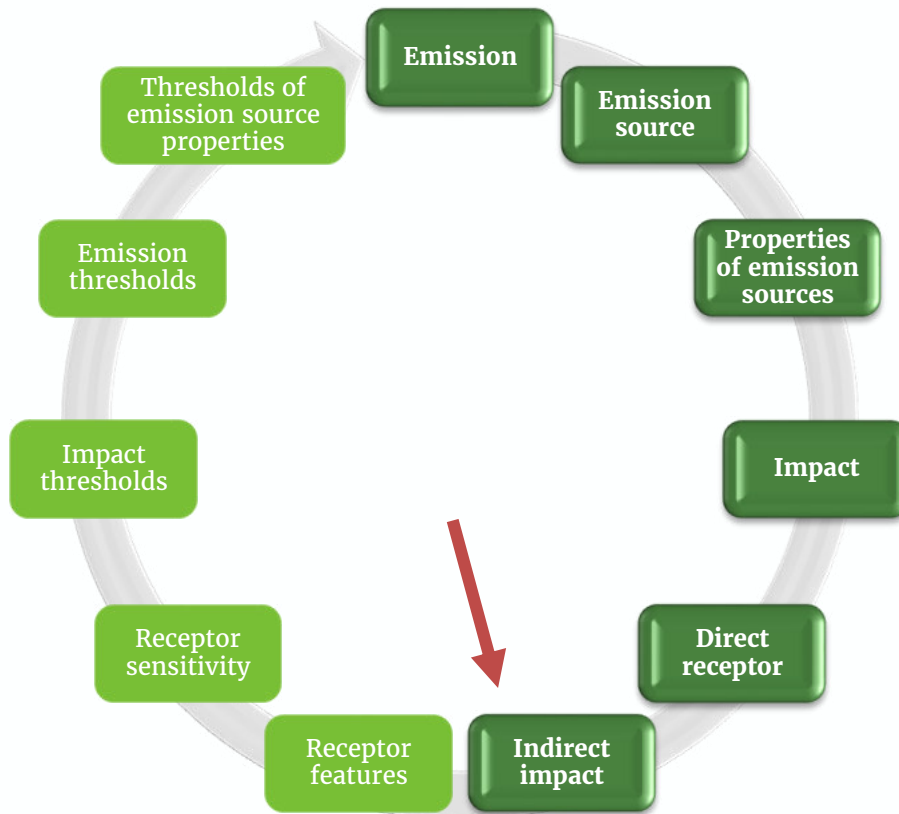 Emission
Emission
source
Properties
of emission
sources
Impact
Direct
receptor
Indirect
impact
Receptor
features
Receptor
sensitivity
Impact
thresholds
Emission
thresholds
Thresholds of
emission source
properties